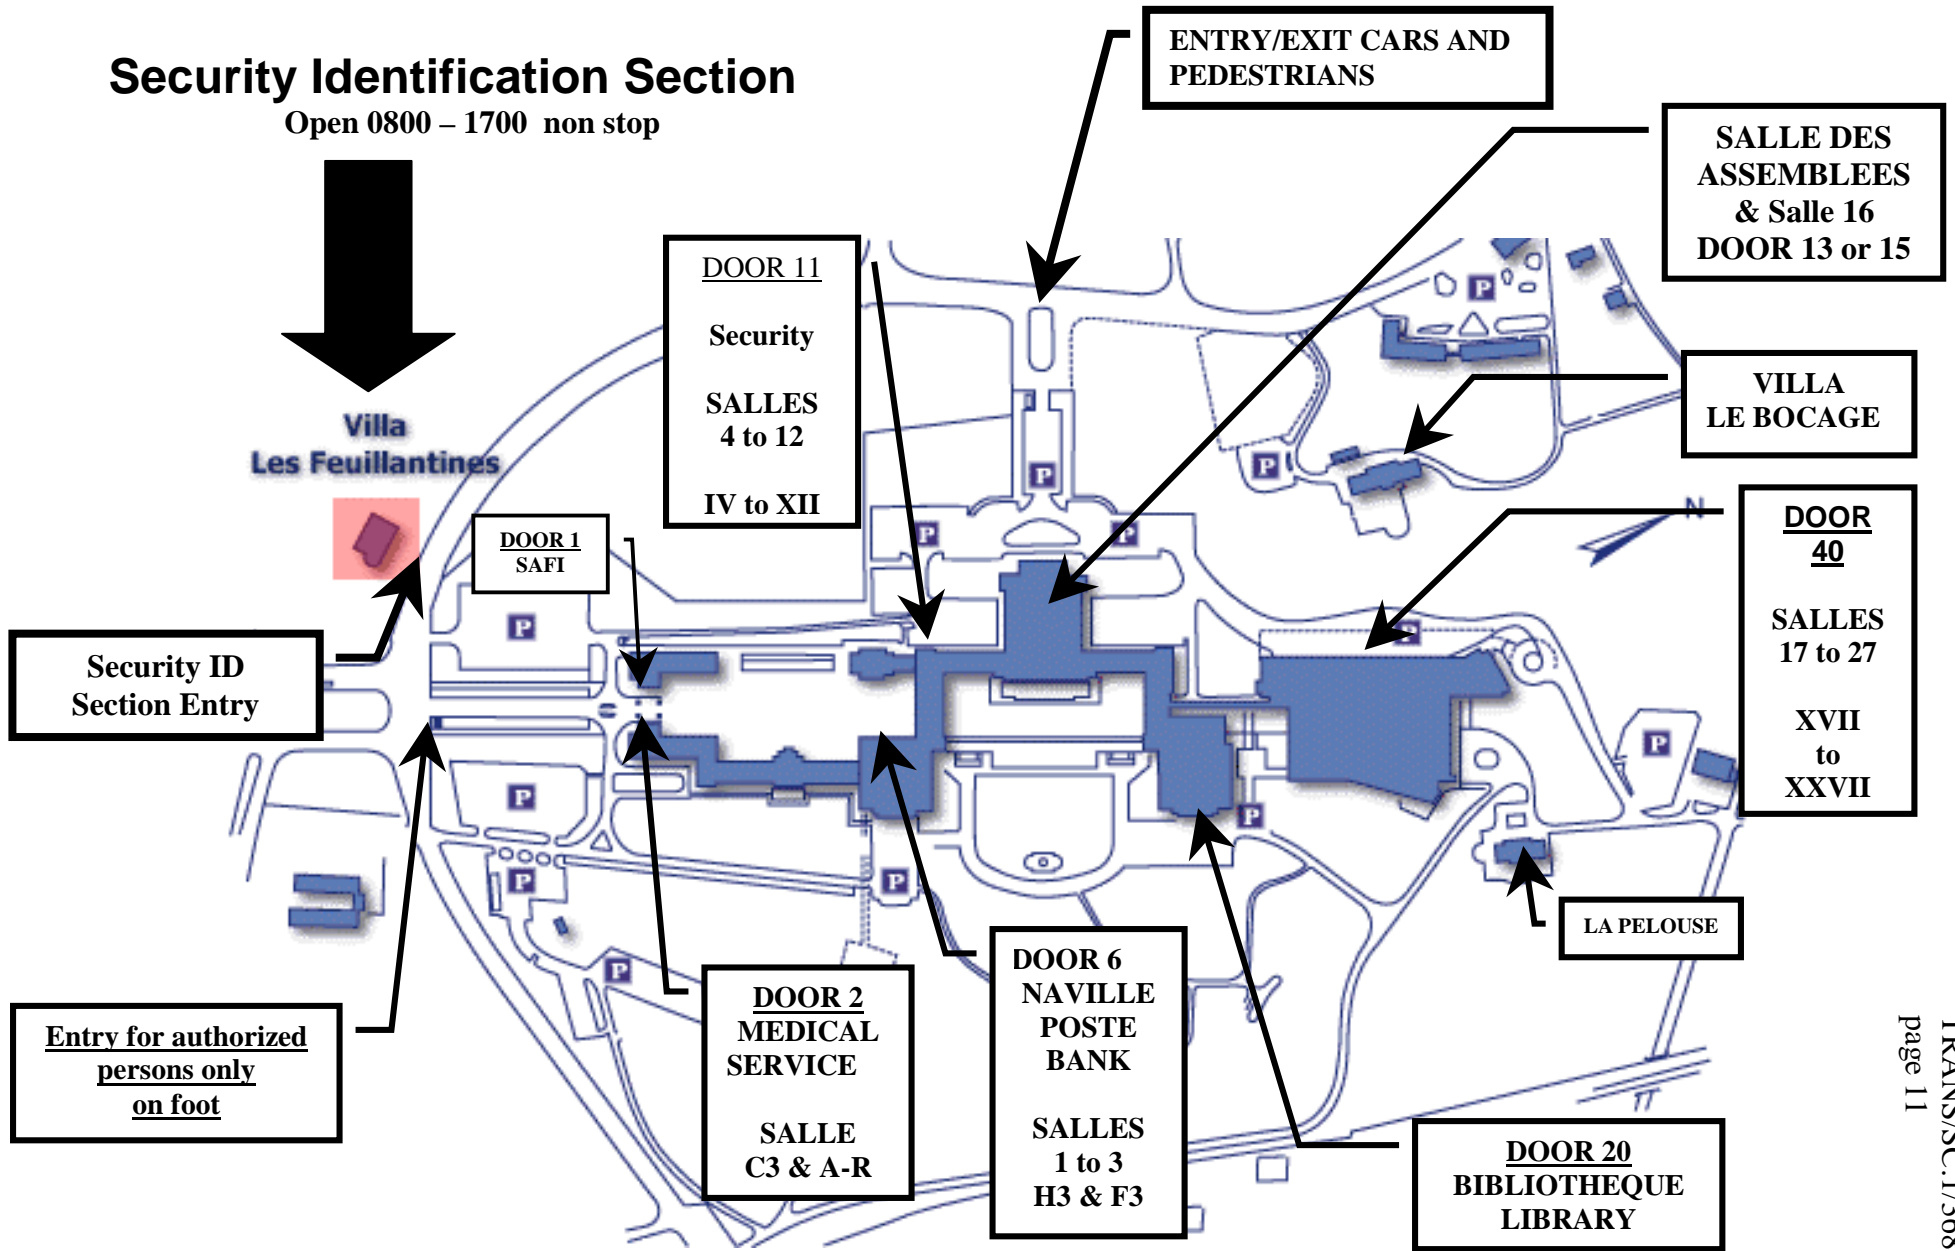 Security Identification Section
Open 0800 – 1700 non stop
ENTRY/EXIT CARS AND
PEDESTRIANS
SALLE DES
ASSEMBLEES
& Salle 16
DOOR 13 or 15
DOOR 11
Security
SALLES
4 to 12
IV to XII
VILLA
LE BOCAGE
Villa
Les Feuillantines
DOOR 1
SAFI
N
DOOR
40
SALLES
17 to 27
XVII
to
XXVII
Security ID
Section Entry
P
P
P
P
P
P
P
P
P
P
P
P
P
LA PELOUSE
Entry for authorized
persons only
on foot
DOOR 2
MEDICAL
SERVICE
SALLE
C3 & A-R
DOOR 6
NAVILLE
POSTE
BANK
SALLES
1 to 3
H3 & F3
DOOR 20
BIBLIOTHEQUE
LIBRARY
TRANS/SC.1/368
page 11